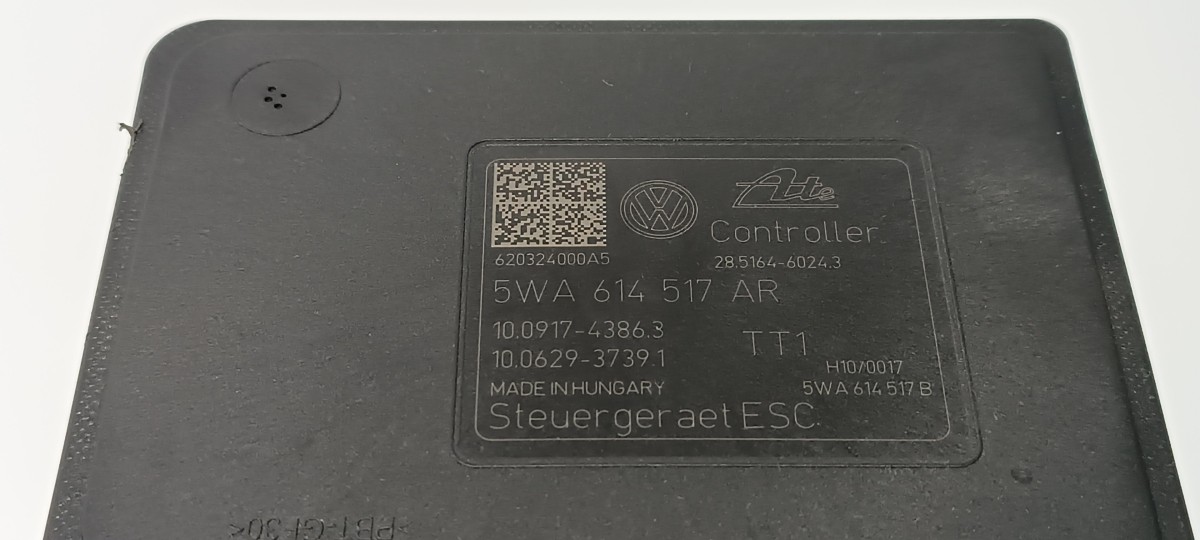 Ate
Controller
620324000A5
28.5164-6024.3
5WA 614 517 AR
10.0917-4386.3
10.0629-3739.1
TT1
H10/0017
MADE IN HUNGARY
5WA 614 517 B
Steuergeraet ESC
>PBT-GF30<